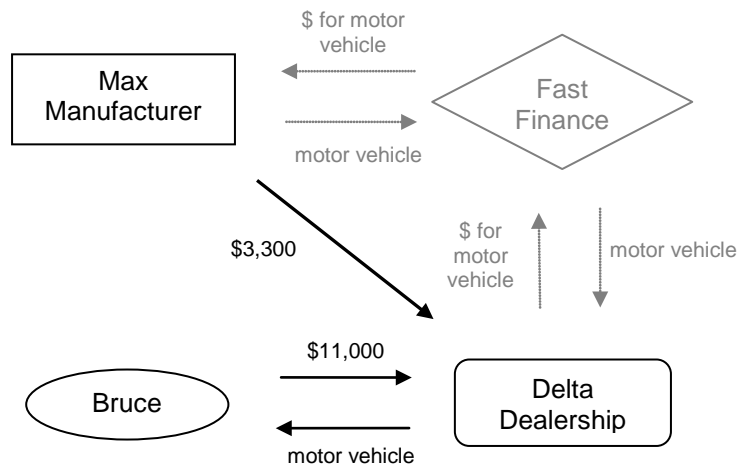 $ for motor
vehicle
Max
Manufacturer
Fast
Finance
motor vehicle
$3,300
$ for
motor
vehicle
motor vehicle
$11,000
Bruce
Delta
Dealership
motor vehicle